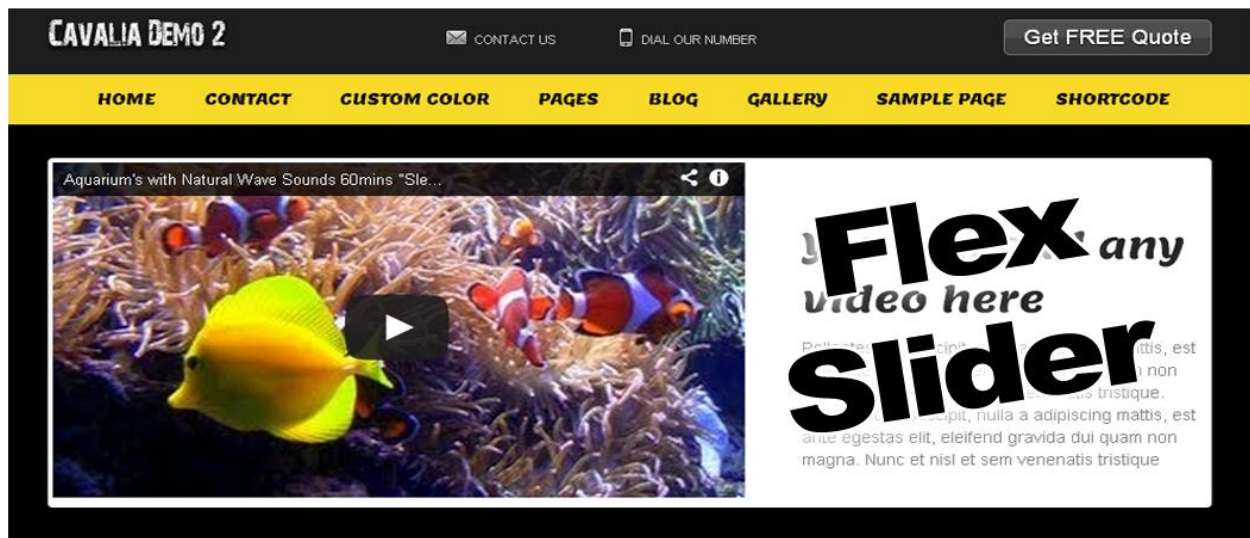 CAVALIA DEMO 2
CONTACT US
DIAL OUR NUMBER
Get FREE Quote
HOME CONTACT CUSTOM COLOR PAGES BLOG GALLERY SAMPLE PAGE SHORTCODE
Aquarium's with Natural Wave Sounds 60mins "Sle...
Flex
any
video here
Slider
mattis, est
non
tristique.
nulla a adipiscing mattis, est
ante egestas elit, eleifend gravida dui quam non
magna. Nunc et nisl et sem venenatis tristique